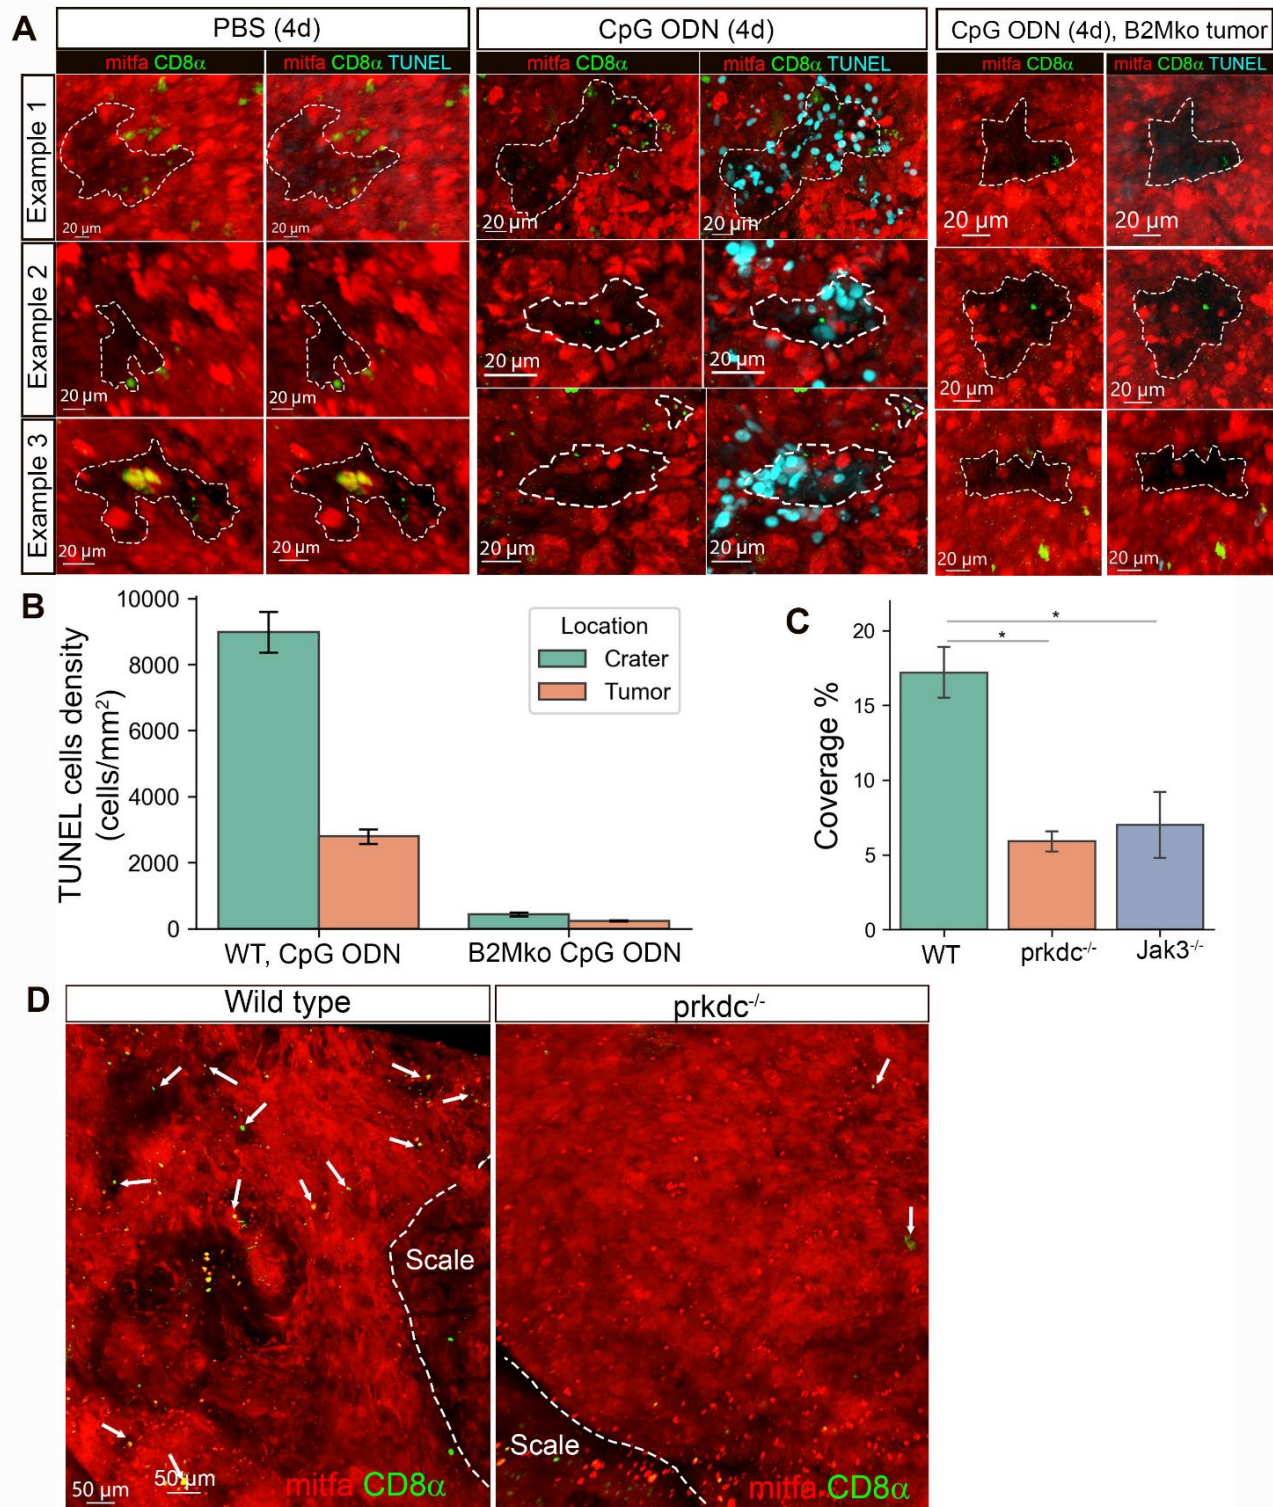 A
PBS (4d)
CpG ODN (4d)
CpG ODN (4d), B2Mko tumor
mitfa CD8α
mitfa CD8α TUNEL
mitfa CD8α
mitfa CD8α TUNEL
mitfa CD8α
mitfa CD8α TUNEL
Example 1
20 µm
20 µm
20 µm
20 µm
20 µm
20 µm
Example 2
20 µm
20 µm
20 µm
20 µm
20 µm
20 µm
Example 3
20 µm
20 µm
20 µm
20 µm
20 µm
20 µm
B
TUNEL cells density
(cells/mm²)
10000
8000
6000
4000
2000
0
Location
Crater
Tumor
WT, CpG ODN
B2Mko CpG ODN
C
Coverage %
20
15
10
5
0
*
*
WT
prkdc-/-
Jak3-/-
D
Wild type
prkdc-/-
Scale
Scale
50 µm
50 µm
mitfa CD8α
mitfa CD8α